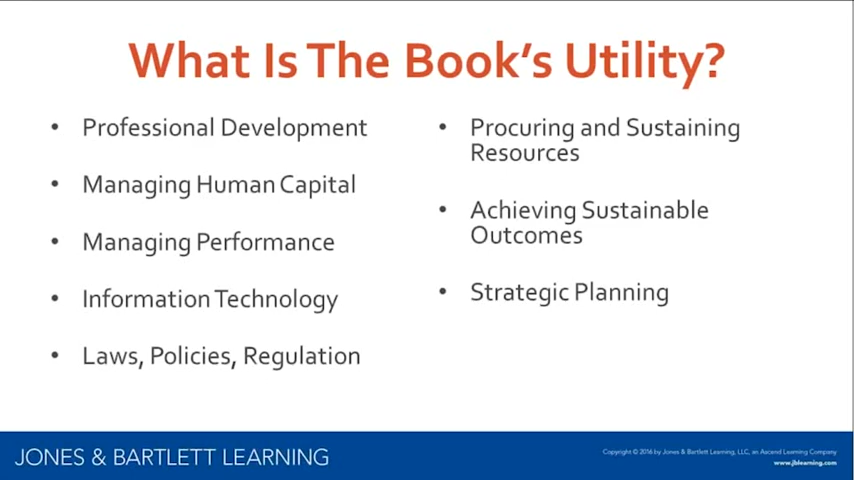 What Is The Book's Utility?
• Professional Development
• Managing Human Capital
• Managing Performance
• Information Technology
• Laws, Policies, Regulation
• Procuring and Sustaining
Resources
• Achieving Sustainable
Outcomes
• Strategic Planning
JONES & BARTLETT LEARNING
Copyright © 2016 by Jones & Bartlett Learning, LLC, an Ascend Learning Company
www.jblearning.com